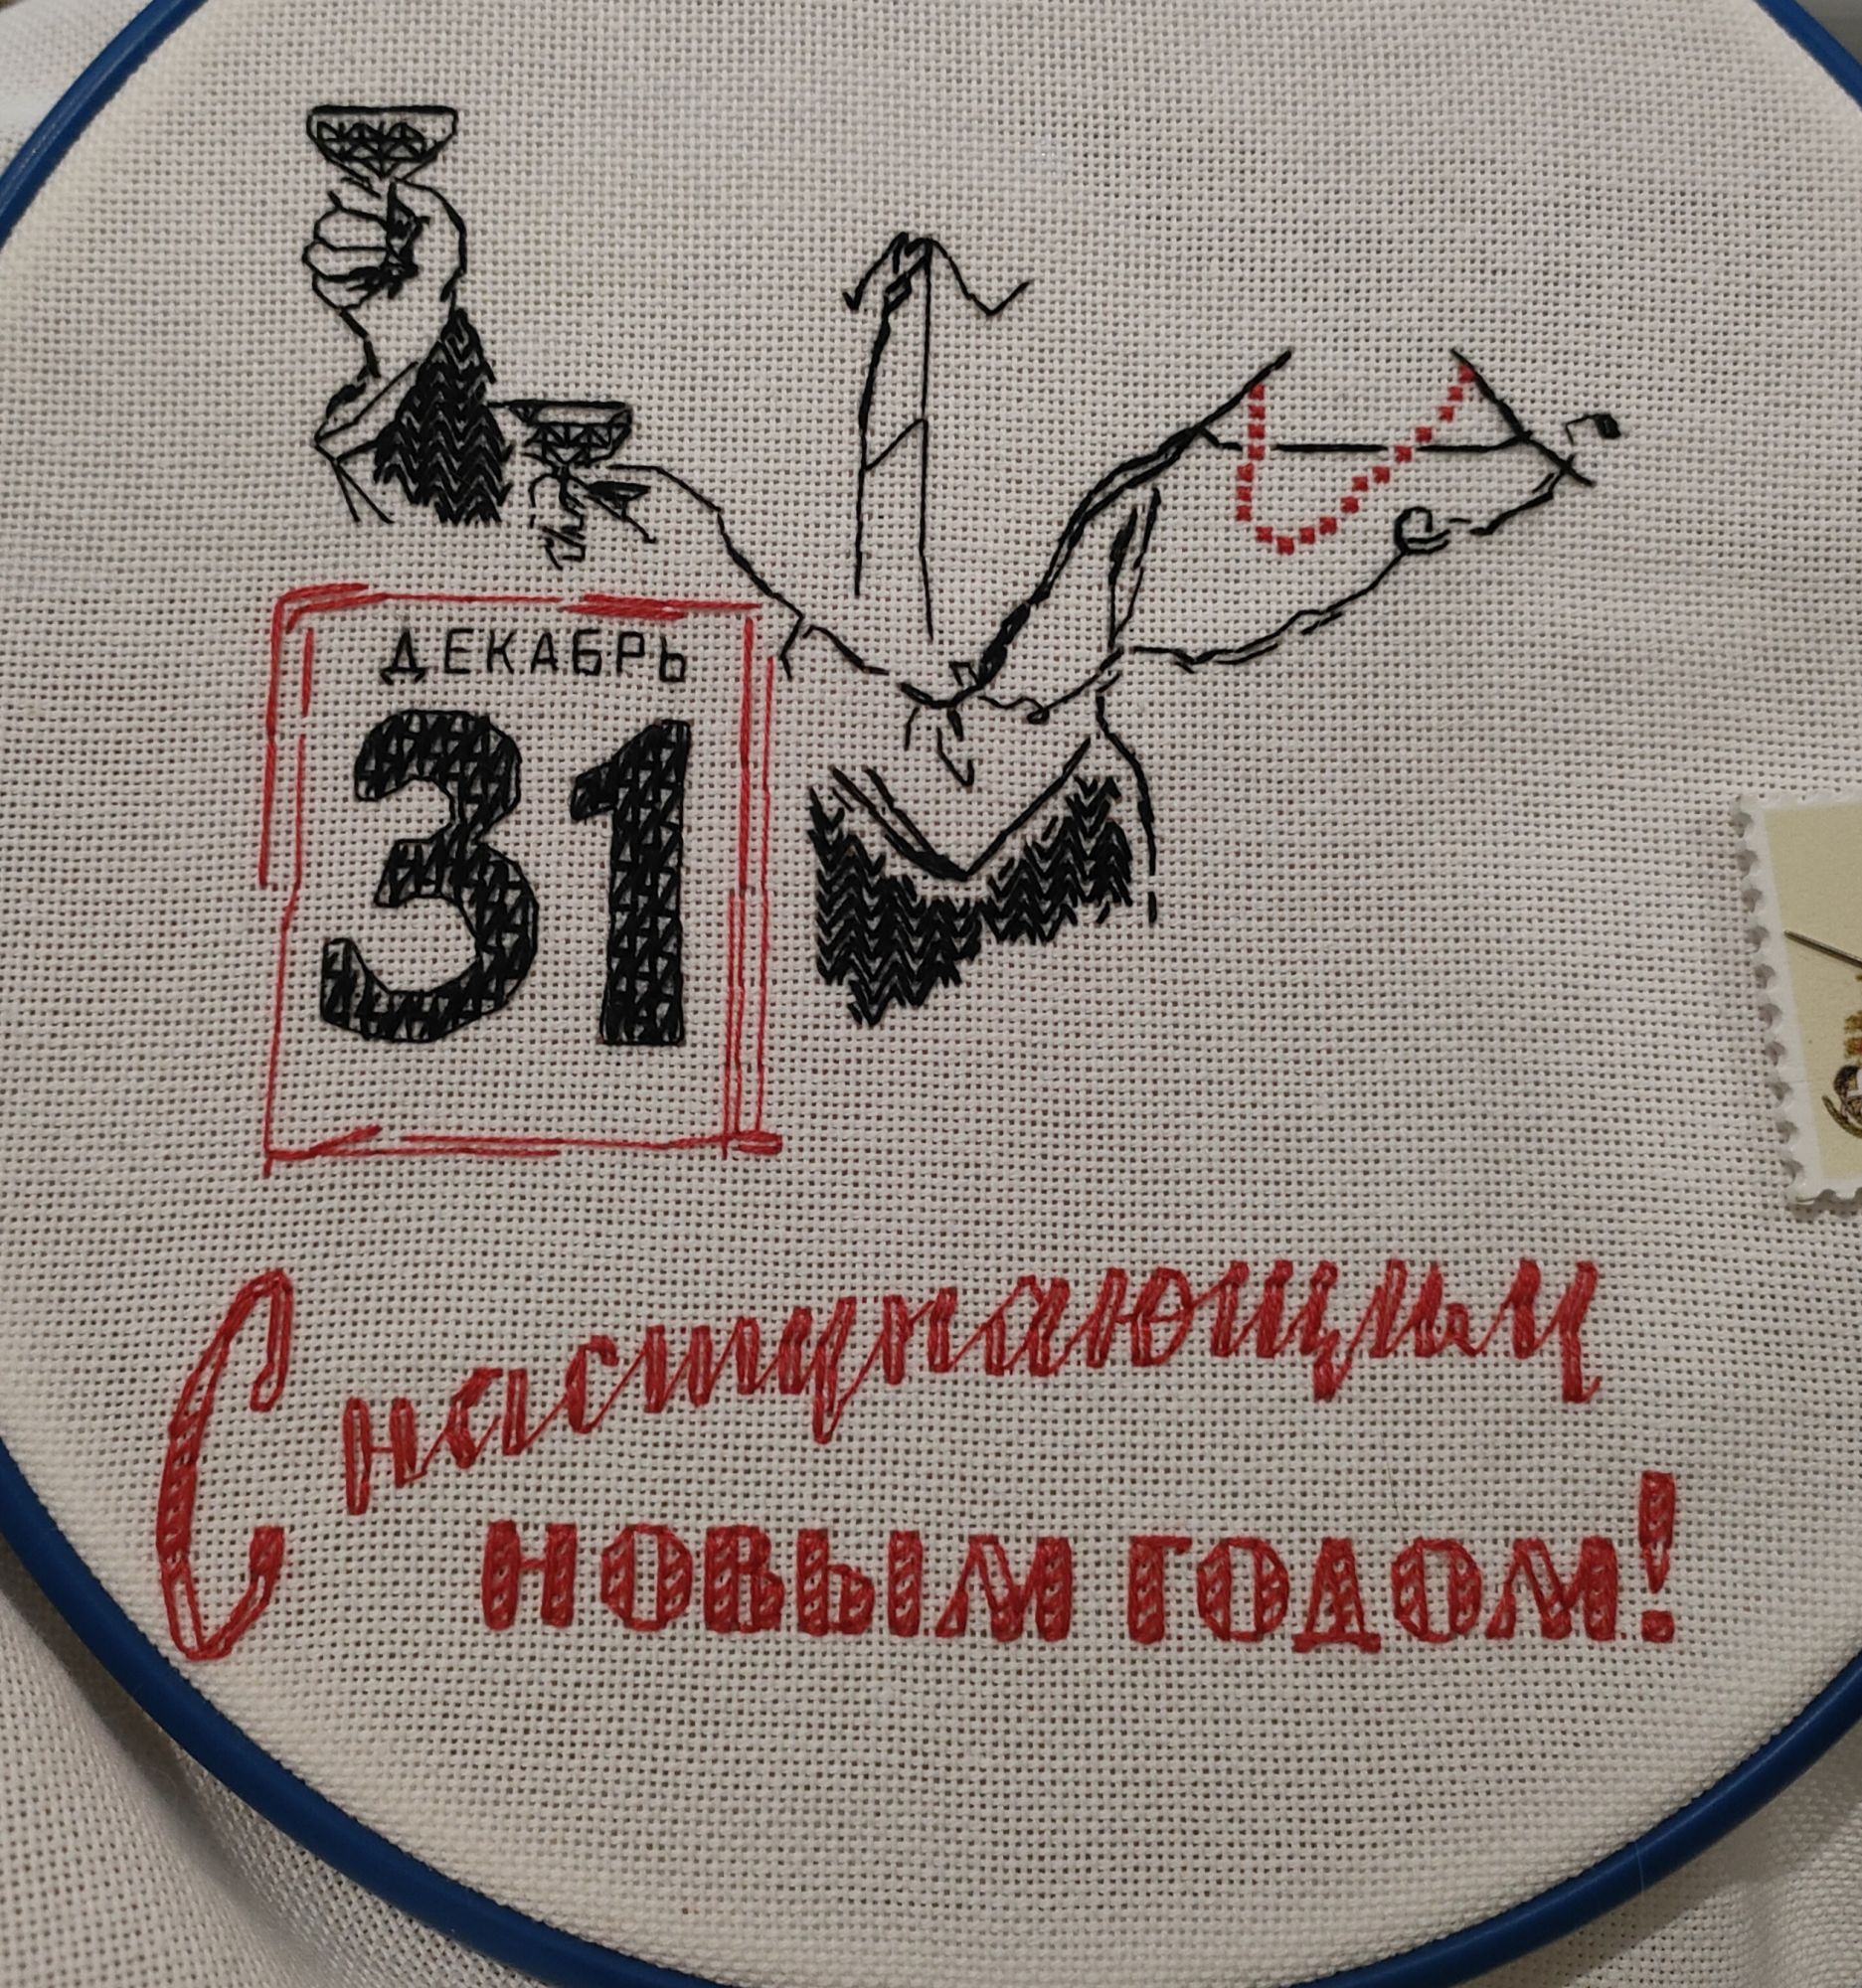 ДЕКАБРЬ
31
С наступающим
НОВЫМ ГОДОМ!